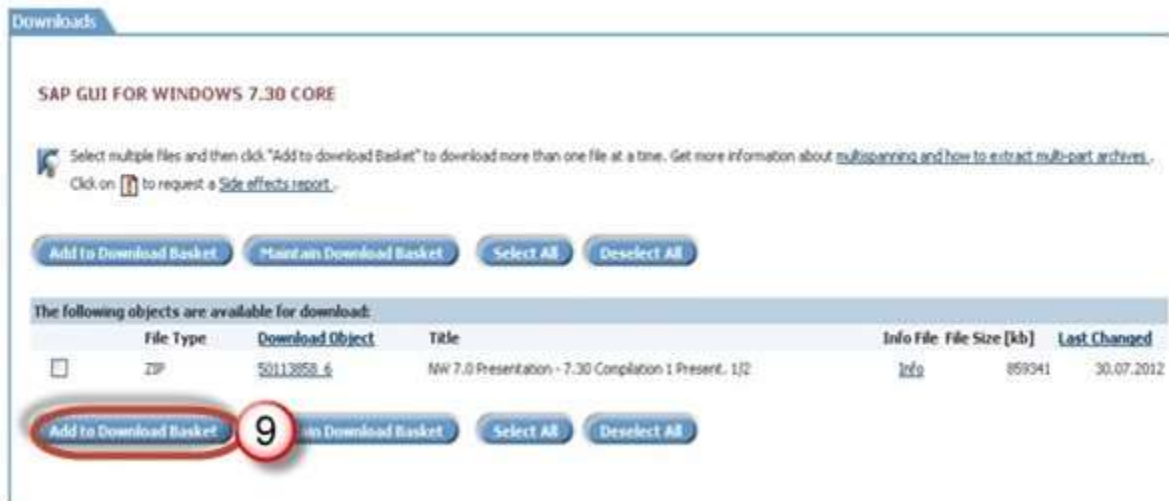 Downloads
SAP GUI FOR WINDOWS 7.30 CORE
Select multiple files and then click "Add to download Basket" to download more than one file at a time. Get more information about multispanning and how to extract multi-part archives .
Click on to request a Side effects report .
Add to Download Basket Maintain Download Basket Select All Deselect All
The following objects are available for download:
File Type Download Object Title Info File File Size [kb] Last Changed
ZIP 50113858_6 NW 7.0 Presentation - 7.30 Compilation 1 Present. 1/2 Info 859341 30.07.2012
Add to Download Basket 9 in Download Basket Select All Deselect All